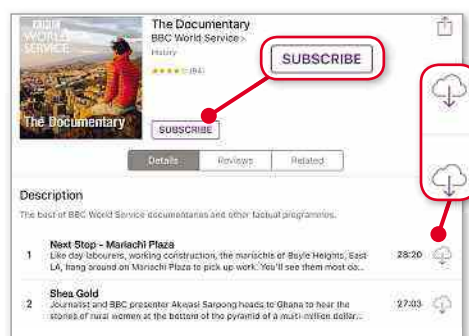 BBC
WORLD
SERVICE
The Documentary
The Documentary
BBC World Service >
History
(94)
SUBSCRIBE
SUBSCRIBE
Details
Reviews
Related
Description
The best of BBC World Service documentaries and other factual programmes.
1
Next Stop - Mariachi Plaza
Like day labourers, working construction, the mariachis of Boyle Heights, East
LA, hang around on Mariachi Plaza to pick up work. You'll see them most da...
28:20
2
Shea Gold
Journalist and BBC presenter Akwasi Sarpong heads to Ghana to hear the
stories of rural women at the bottom of the pyramid of a multi-million dollar...
27:03